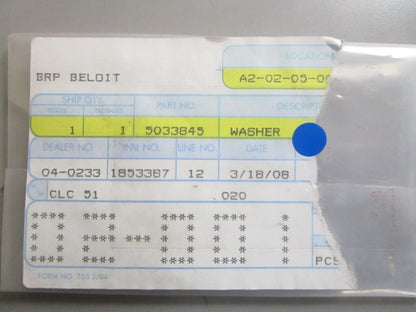 LOCATION
BRP BELOIT A2-02-05-00
SHIP QTY. PART NO. DESCRIPT
1 1 5033845 WASHER
DEALER NO. INV. NO. LINE NO. DATE
04-0233 1853387 12 3/18/08
CLC 51 .020
PCS
FORM NO. 753 5/04